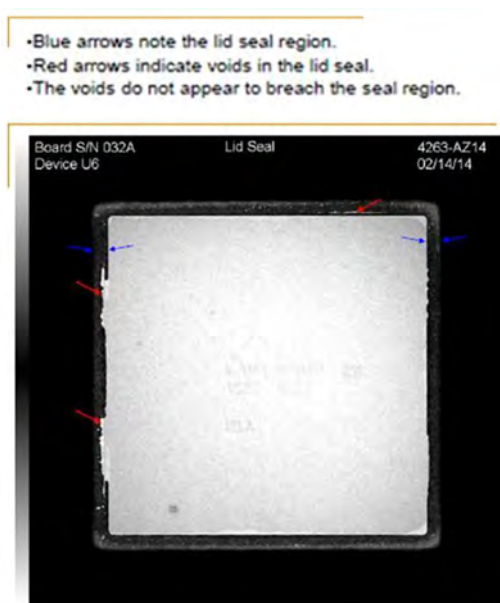 •Blue arrows note the lid seal region.
•Red arrows indicate voids in the lid seal.
•The voids do not appear to breach the seal region.
Board S/N 032A Lid Seal 4263-AZ14
Device U6 02/14/14